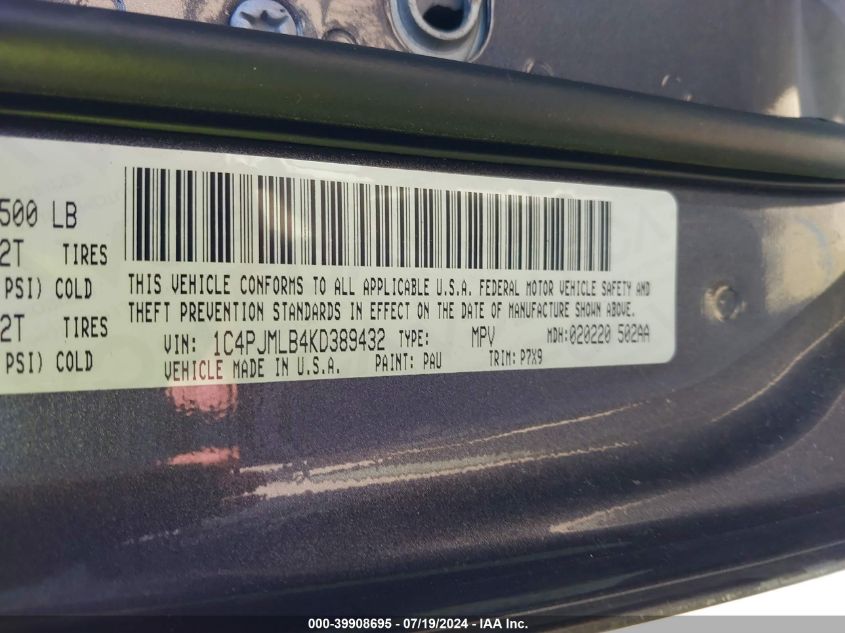 500 LB
2T TIRES
PSI) COLD
2T TIRES
PSI) COLD
THIS VEHICLE CONFORMS TO ALL APPLICABLE U.S.A. FEDERAL MOTOR VEHICLE SAFETY AND
THEFT PREVENTION STANDARDS IN EFFECT ON THE DATE OF MANUFACTURE SHOWN ABOVE.
VIN: 1C4PJMLB4KD389432 TYPE: MPV MDH:020220 502AA
VEHICLE MADE IN U.S.A. PAINT: PAU TRIM: P7X9
000-39908695 - 07/19/2024 - IAA Inc.